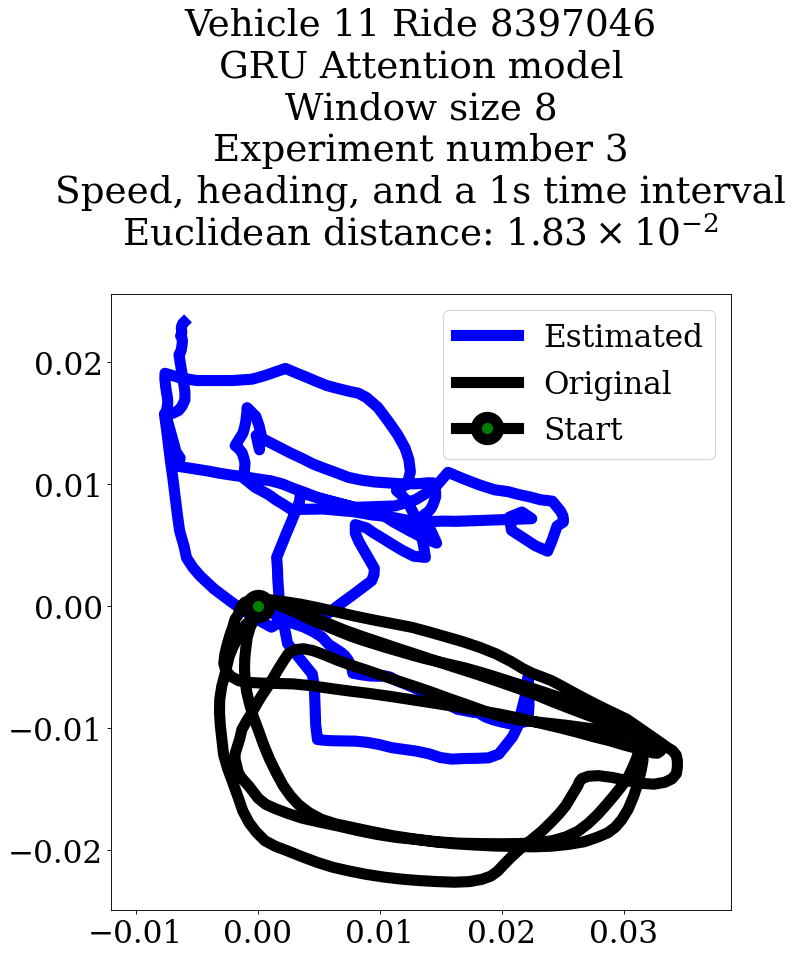 Vehicle 11 Ride 8397046
GRU Attention model
Window size 8
Experiment number 3
Speed, heading, and a 1s time interval
Euclidean distance: 1.83 × 10⁻²
Estimated
Original
Start
0.02
0.01
0.00
−0.01
−0.02
−0.01 0.00 0.01 0.02 0.03